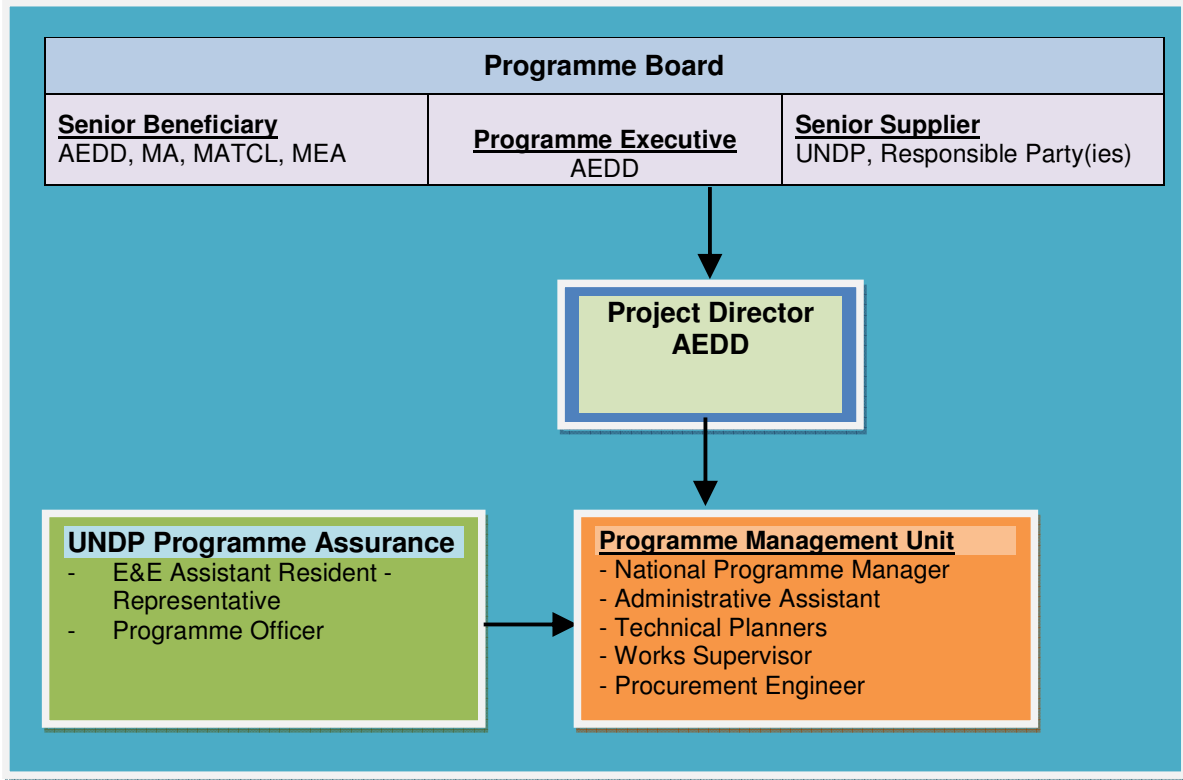 Programme Board
Senior Beneficiary
AEDD, MA, MATCL, MEA
Programme Executive
AEDD
Senior Supplier
UNDP, Responsible Party(ies)
Project Director
AEDD
UNDP Programme Assurance
- E&E Assistant Resident -
Representative
- Programme Officer
Programme Management Unit
- National Programme Manager
- Administrative Assistant
- Technical Planners
- Works Supervisor
- Procurement Engineer